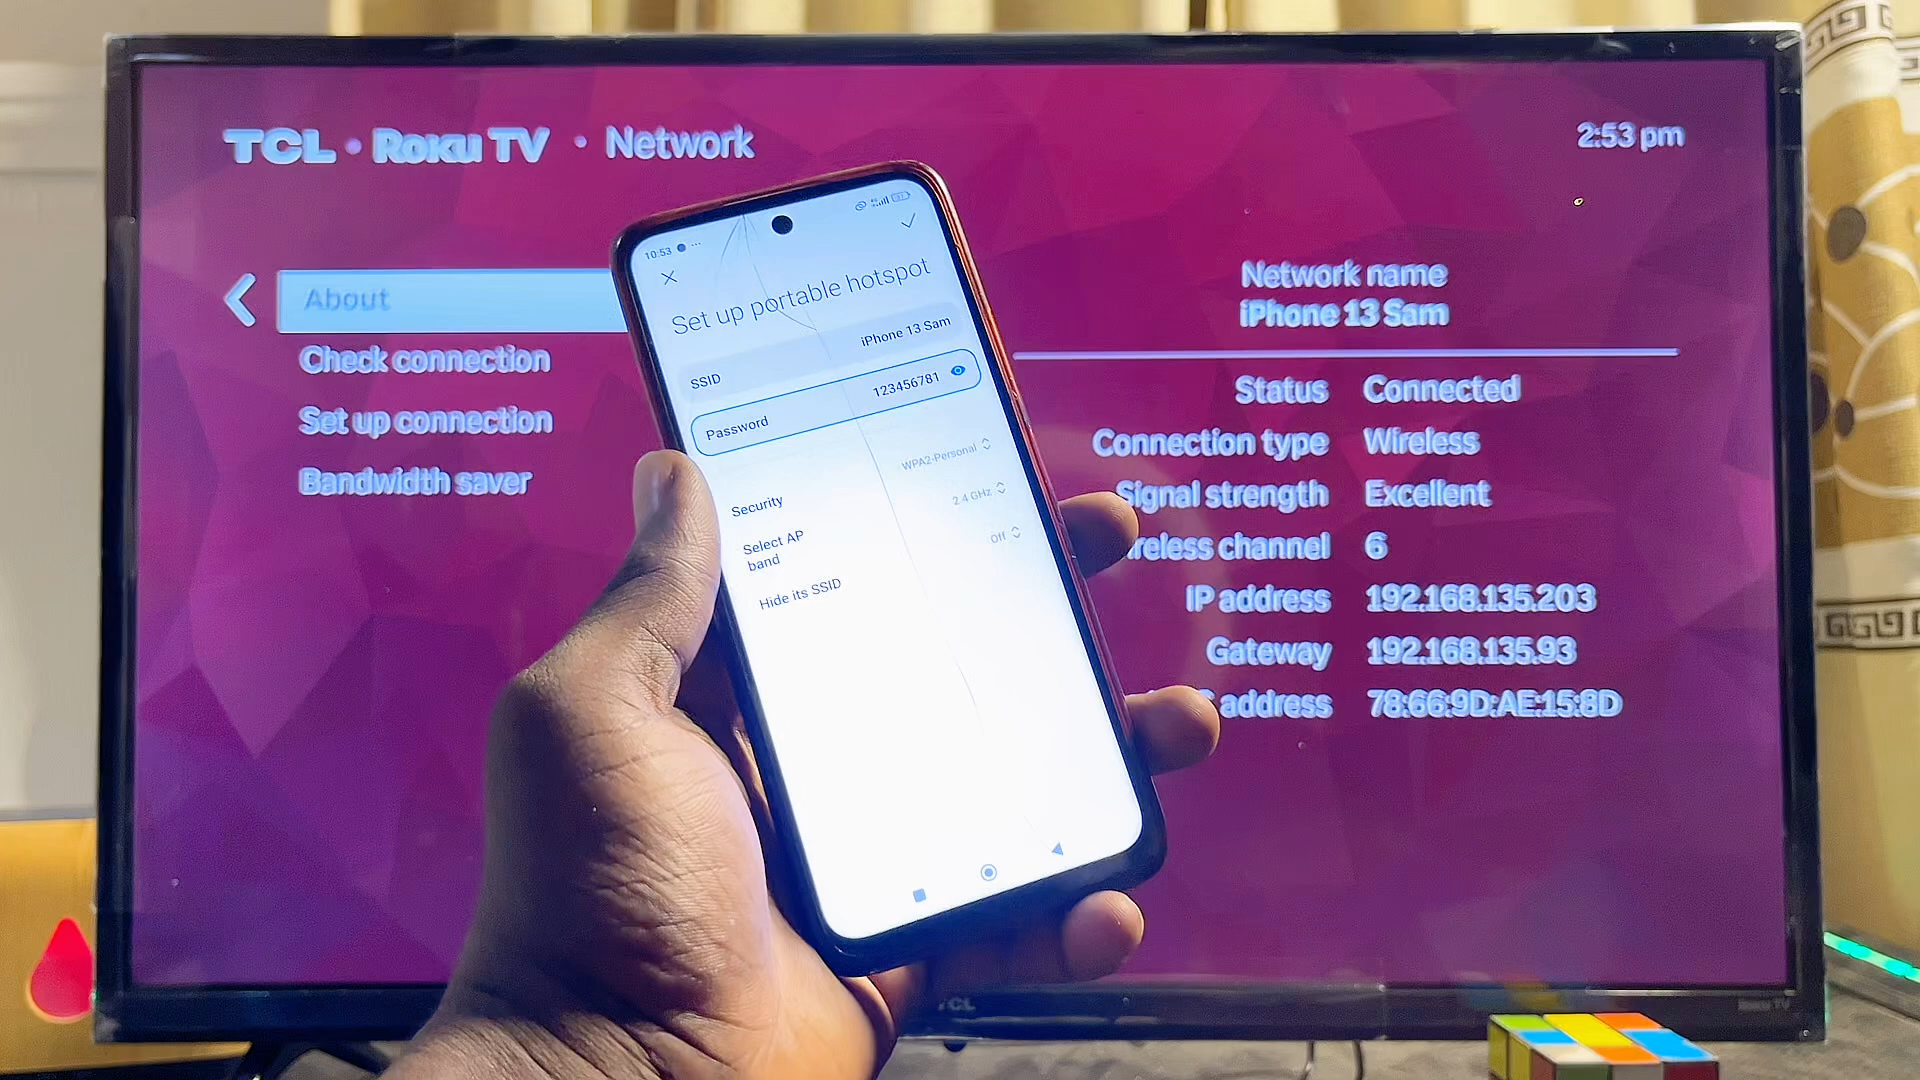 TCL • Roku TV • Network
2:53 pm
About
Check connection
Set up connection
Bandwidth saver
Network name
iPhone 13 Sam
Status Connected
Connection type Wireless
Signal strength Excellent
reless channel 6
IP address 192.168.135.203
Gateway 192.168.135.93
address 78:66:9D:AE:15:8D
10:53
Set up portable hotspot
SSID iPhone 13 Sam
Password 123456781
Security WPA2-Personal
Select AP band 2.4 GHz
Hide its SSID Off
TCL
Roku TV